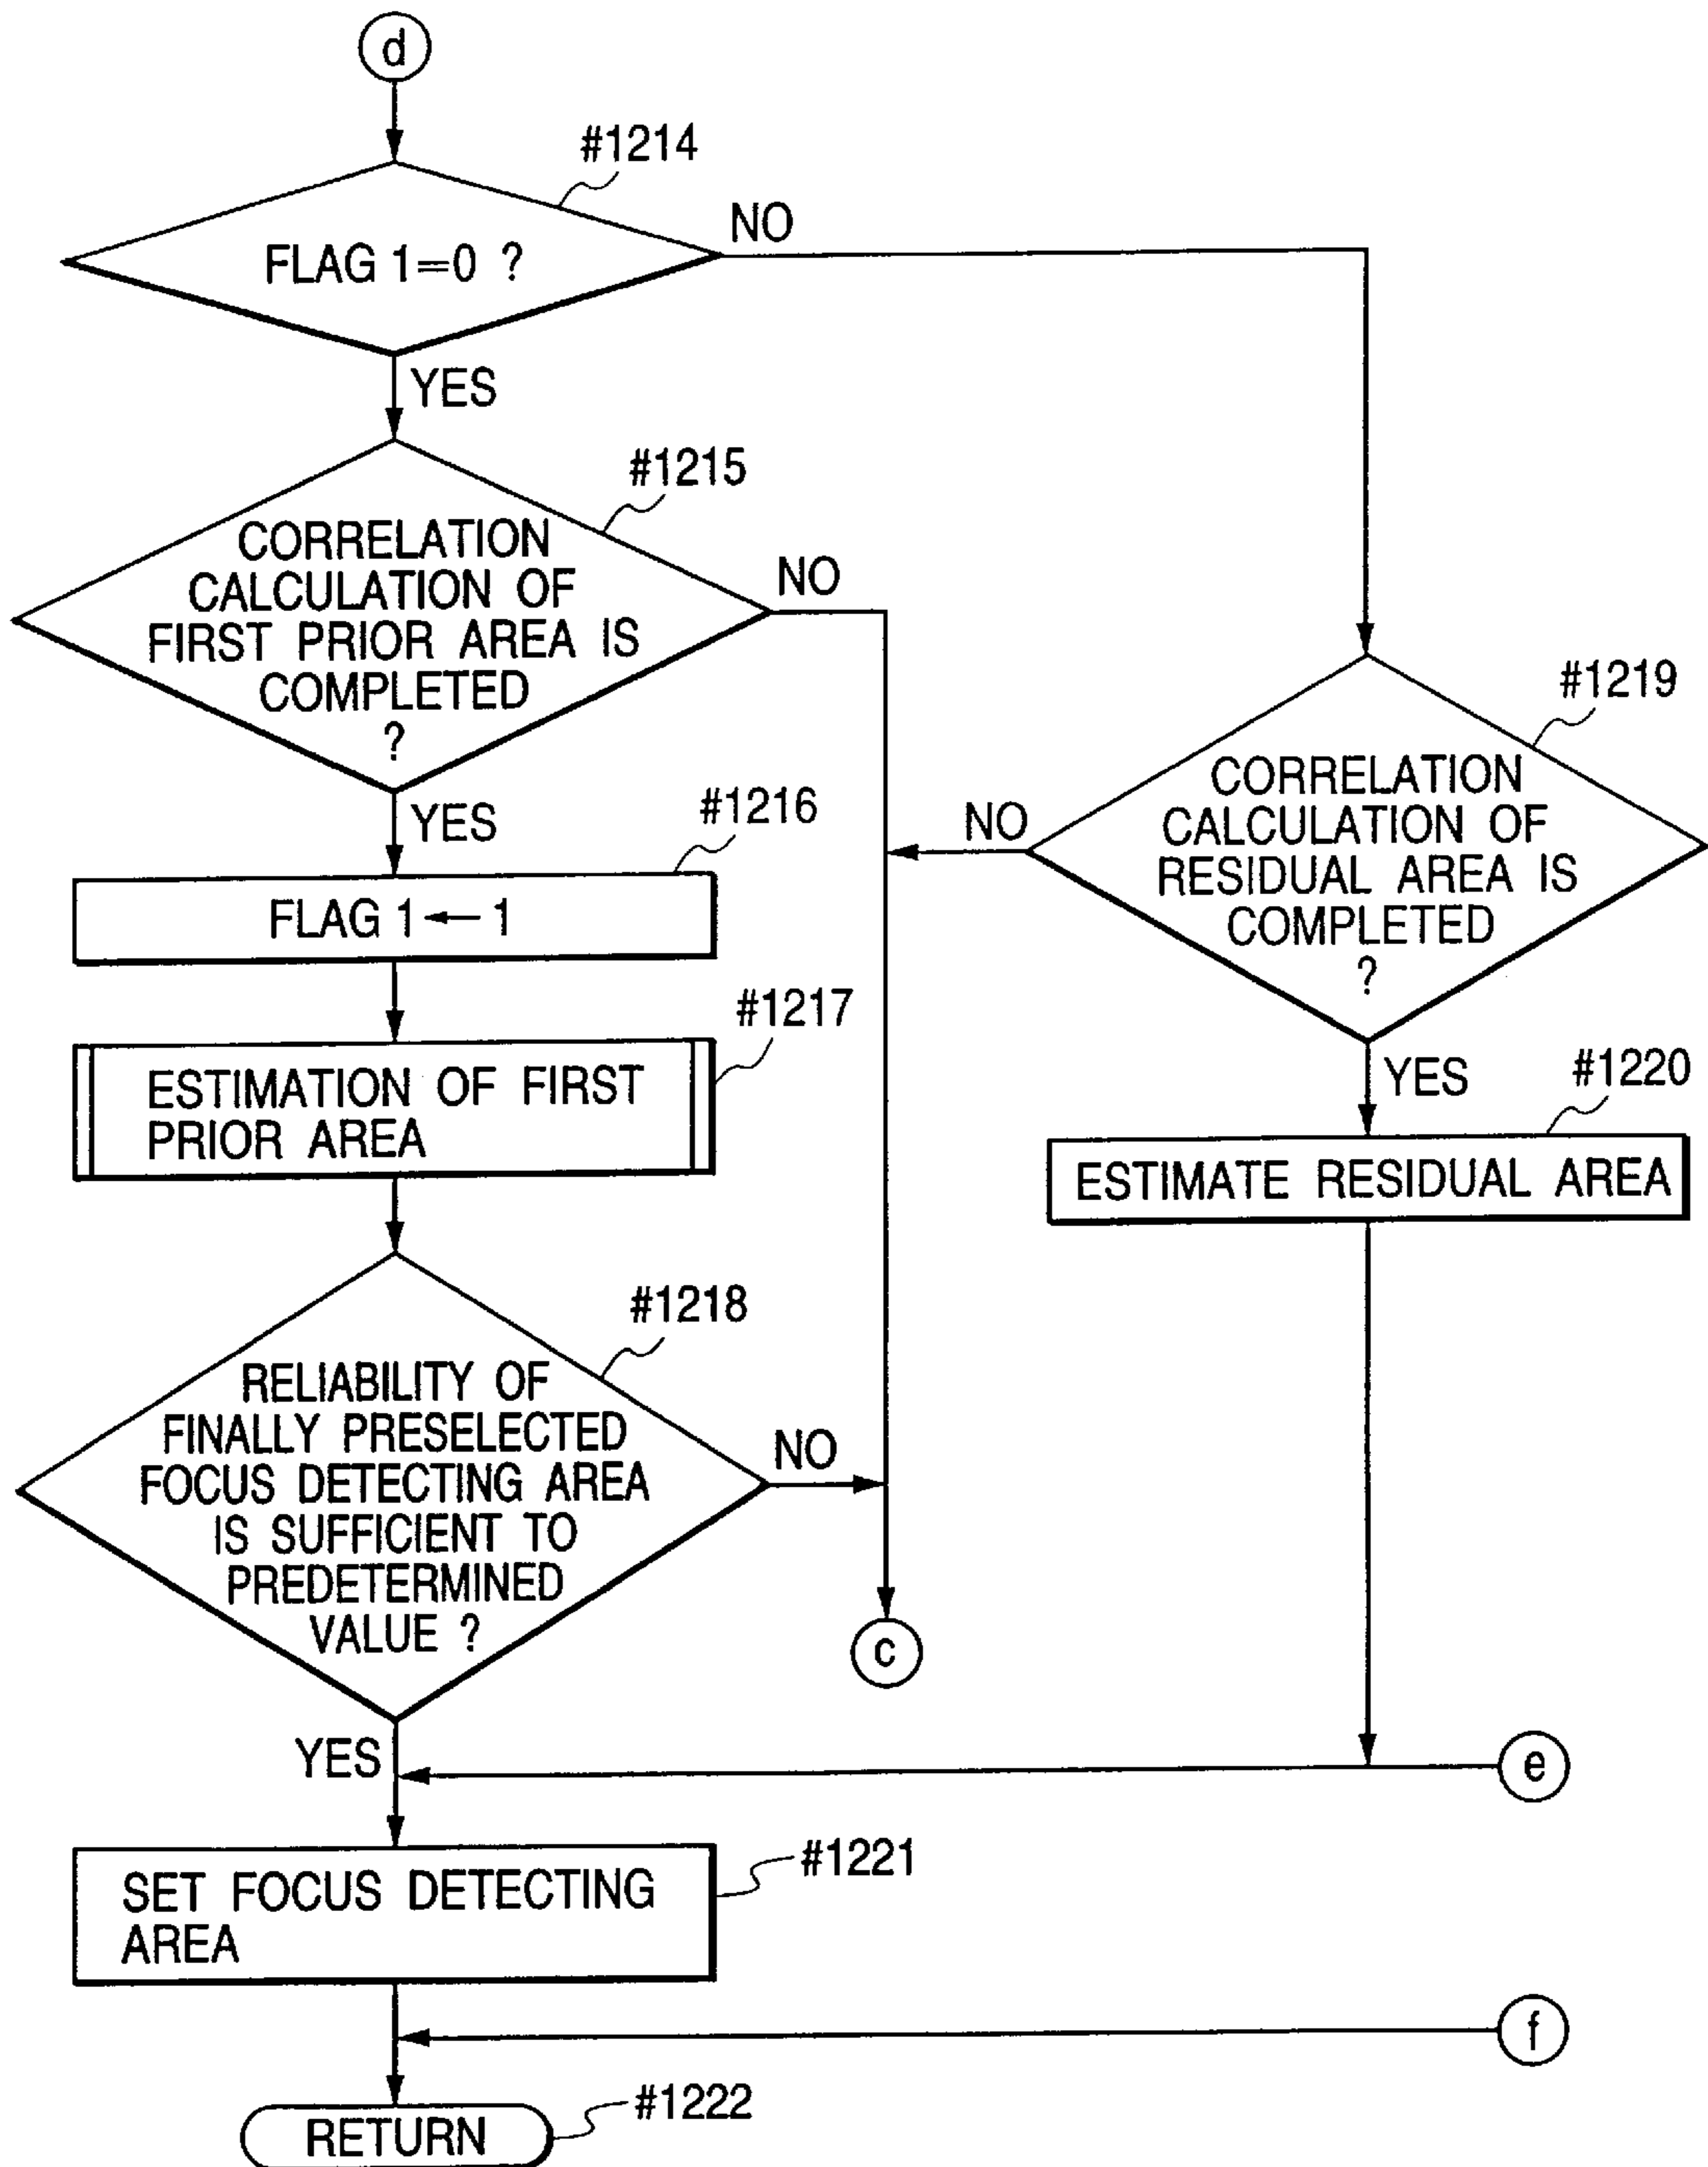 d
#1214
FLAG 1=0 ?
NO
YES
#1215
CORRELATION
CALCULATION OF
FIRST PRIOR AREA IS
COMPLETED
?
NO
YES
#1216
FLAG 1 ← 1
#1217
ESTIMATION OF FIRST
PRIOR AREA
#1218
RELIABILITY OF
FINALLY PRESELECTED
FOCUS DETECTING AREA
IS SUFFICIENT TO
PREDETERMINED
VALUE ?
NO
YES
c
#1219
CORRELATION
CALCULATION OF
RESIDUAL AREA IS
COMPLETED
?
NO
YES
#1220
ESTIMATE RESIDUAL AREA
e
#1221
SET FOCUS DETECTING
AREA
f
#1222
RETURN